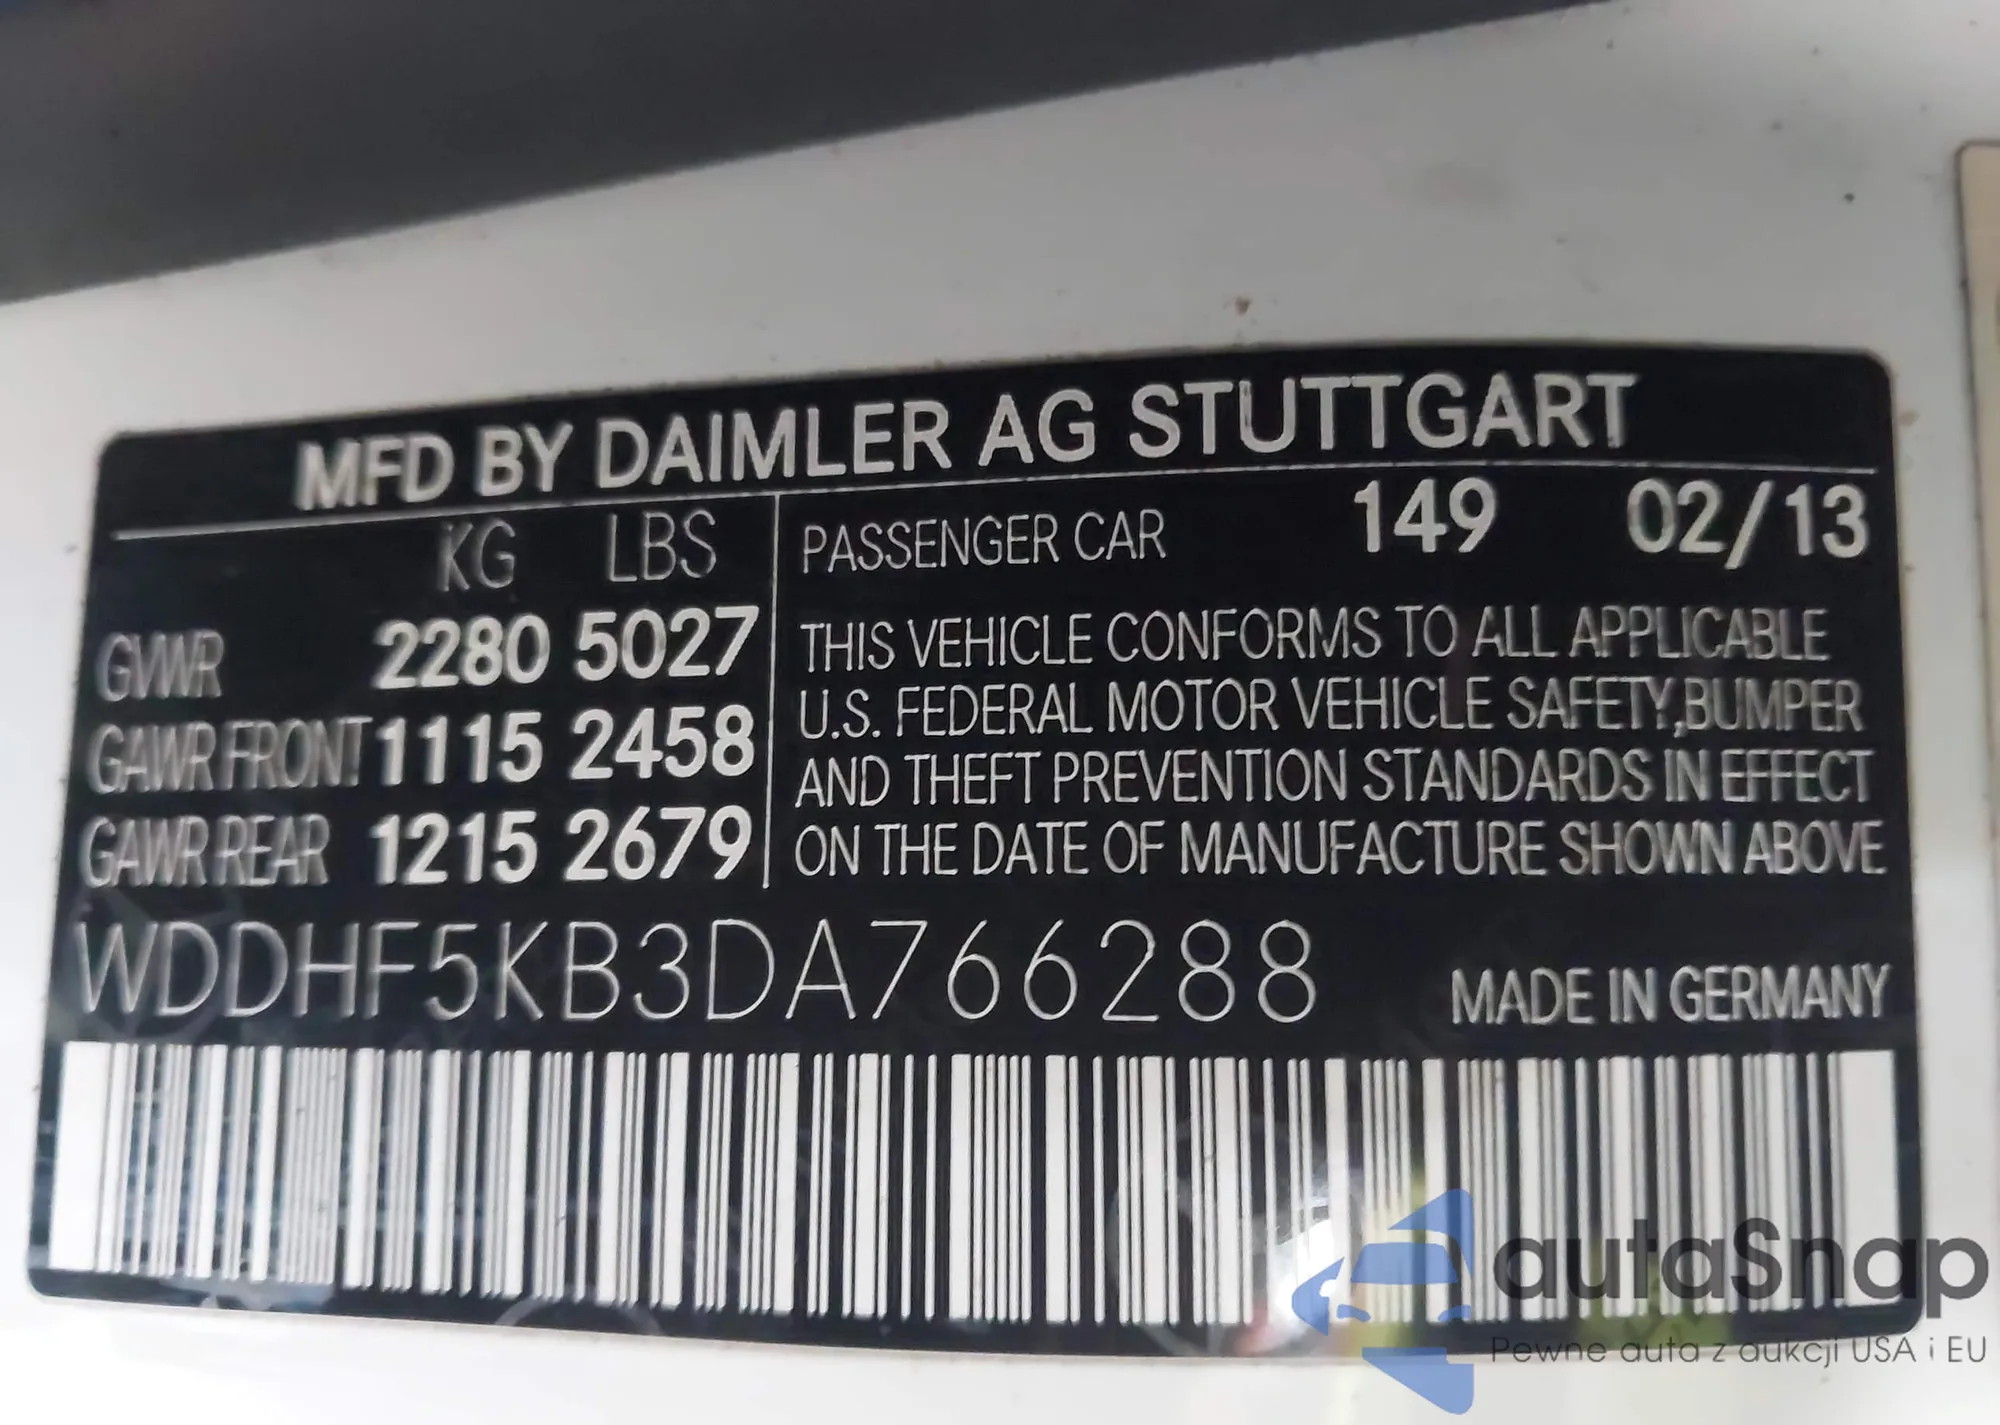 MFD BY DAIMLER AG STUTTGART
KG LBS
GVWR 2280 5027
GAWR FRONT 1115 2458
GAWR REAR 1215 2679
PASSENGER CAR 149 02/13
THIS VEHICLE CONFORMS TO ALL APPLICABLE
U.S. FEDERAL MOTOR VEHICLE SAFETY,BUMPER
AND THEFT PREVENTION STANDARDS IN EFFECT
ON THE DATE OF MANUFACTURE SHOWN ABOVE
WDDHF5KB3DA766288
MADE IN GERMANY
autaSnap
Pewne auta z aukcji USA i EU